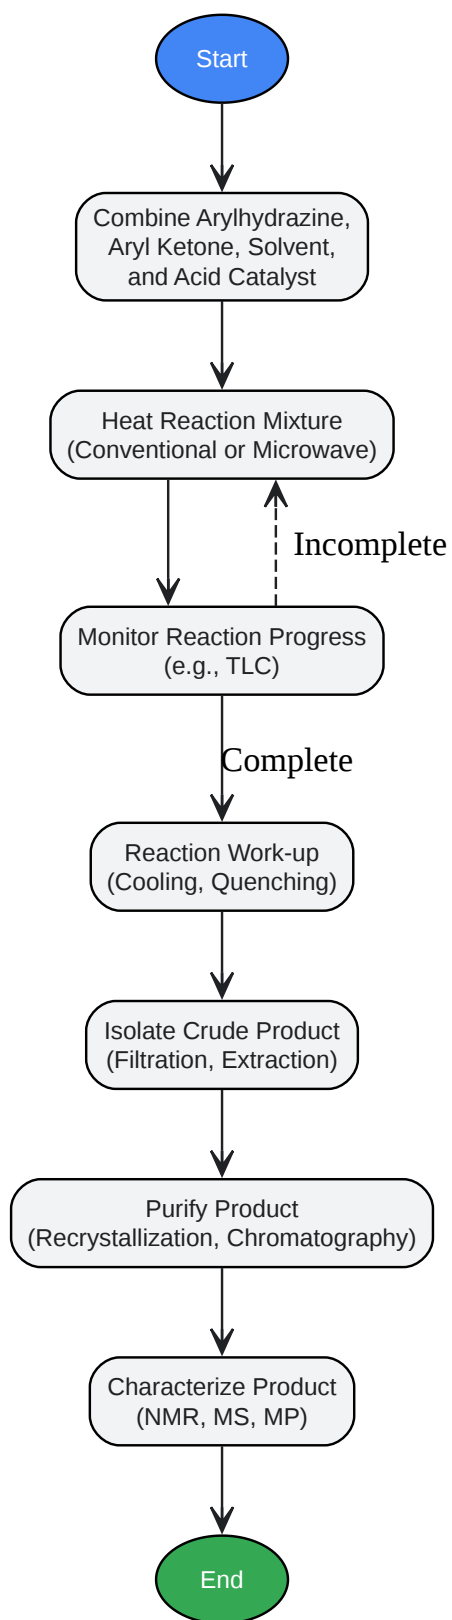 Start
Combine Arylhydrazine,
Aryl Ketone, Solvent,
and Acid Catalyst
Heat Reaction Mixture
(Conventional or Microwave)
Incomplete
Monitor Reaction Progress
(e.g., TLC)
Complete
Reaction Work-up
(Cooling, Quenching)
Isolate Crude Product
(Filtration, Extraction)
Purify Product
(Recrystallization, Chromatography)
Characterize Product
(NMR, MS, MP)
End